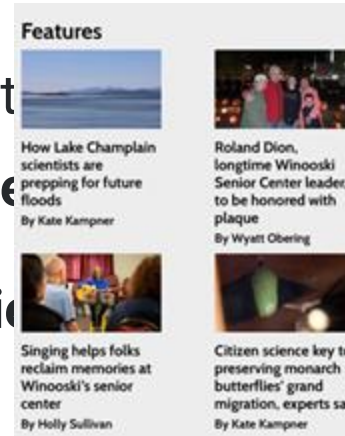 Features
How Lake Champlain
scientists are
prepping for future
floods
By Kate Kampner
Roland Dion,
longtime Winooski
Senior Center leader,
to be honored with
plaque
By Wyatt Obering
Singing helps folks
reclaim memories at
Winooski's senior
center
By Holly Sullivan
Citizen science key to
preserving monarch
butterflies' grand
migration, experts sa
By Kate Kampner